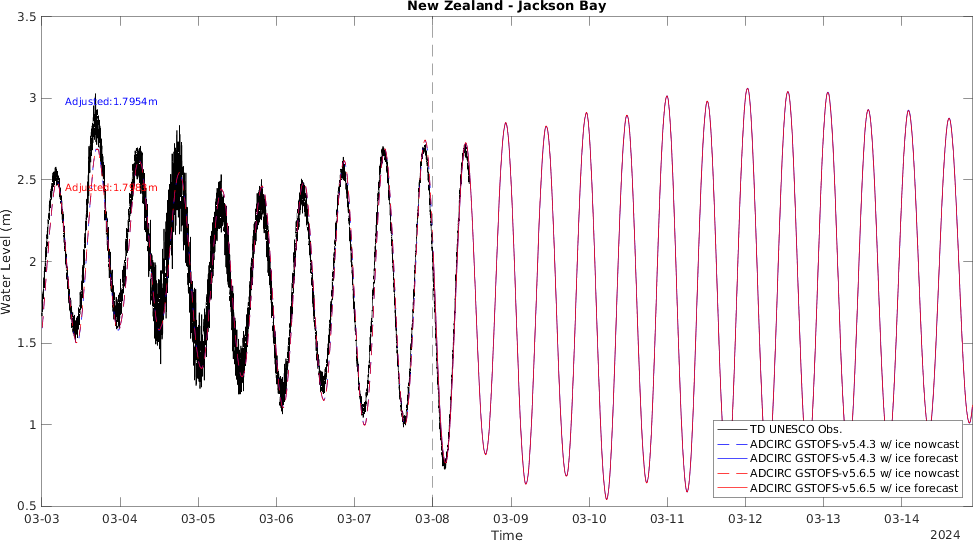 New Zealand - Jackson Bay
3.5
3
2.5
2
1.5
1
0.5
Water Level (m)
Adjusted:1.7954m
03-03
03-04
03-05
03-06
03-07
03-08
03-09
03-10
03-11
03-12
03-13
03-14
Time
2024
TD UNESCO Obs.
ADCIRC GSTOFS-v5.4.3 w/ ice nowcast
ADCIRC GSTOFS-v5.4.3 w/ ice forecast
ADCIRC GSTOFS-v5.6.5 w/ ice nowcast
ADCIRC GSTOFS-v5.6.5 w/ ice forecast